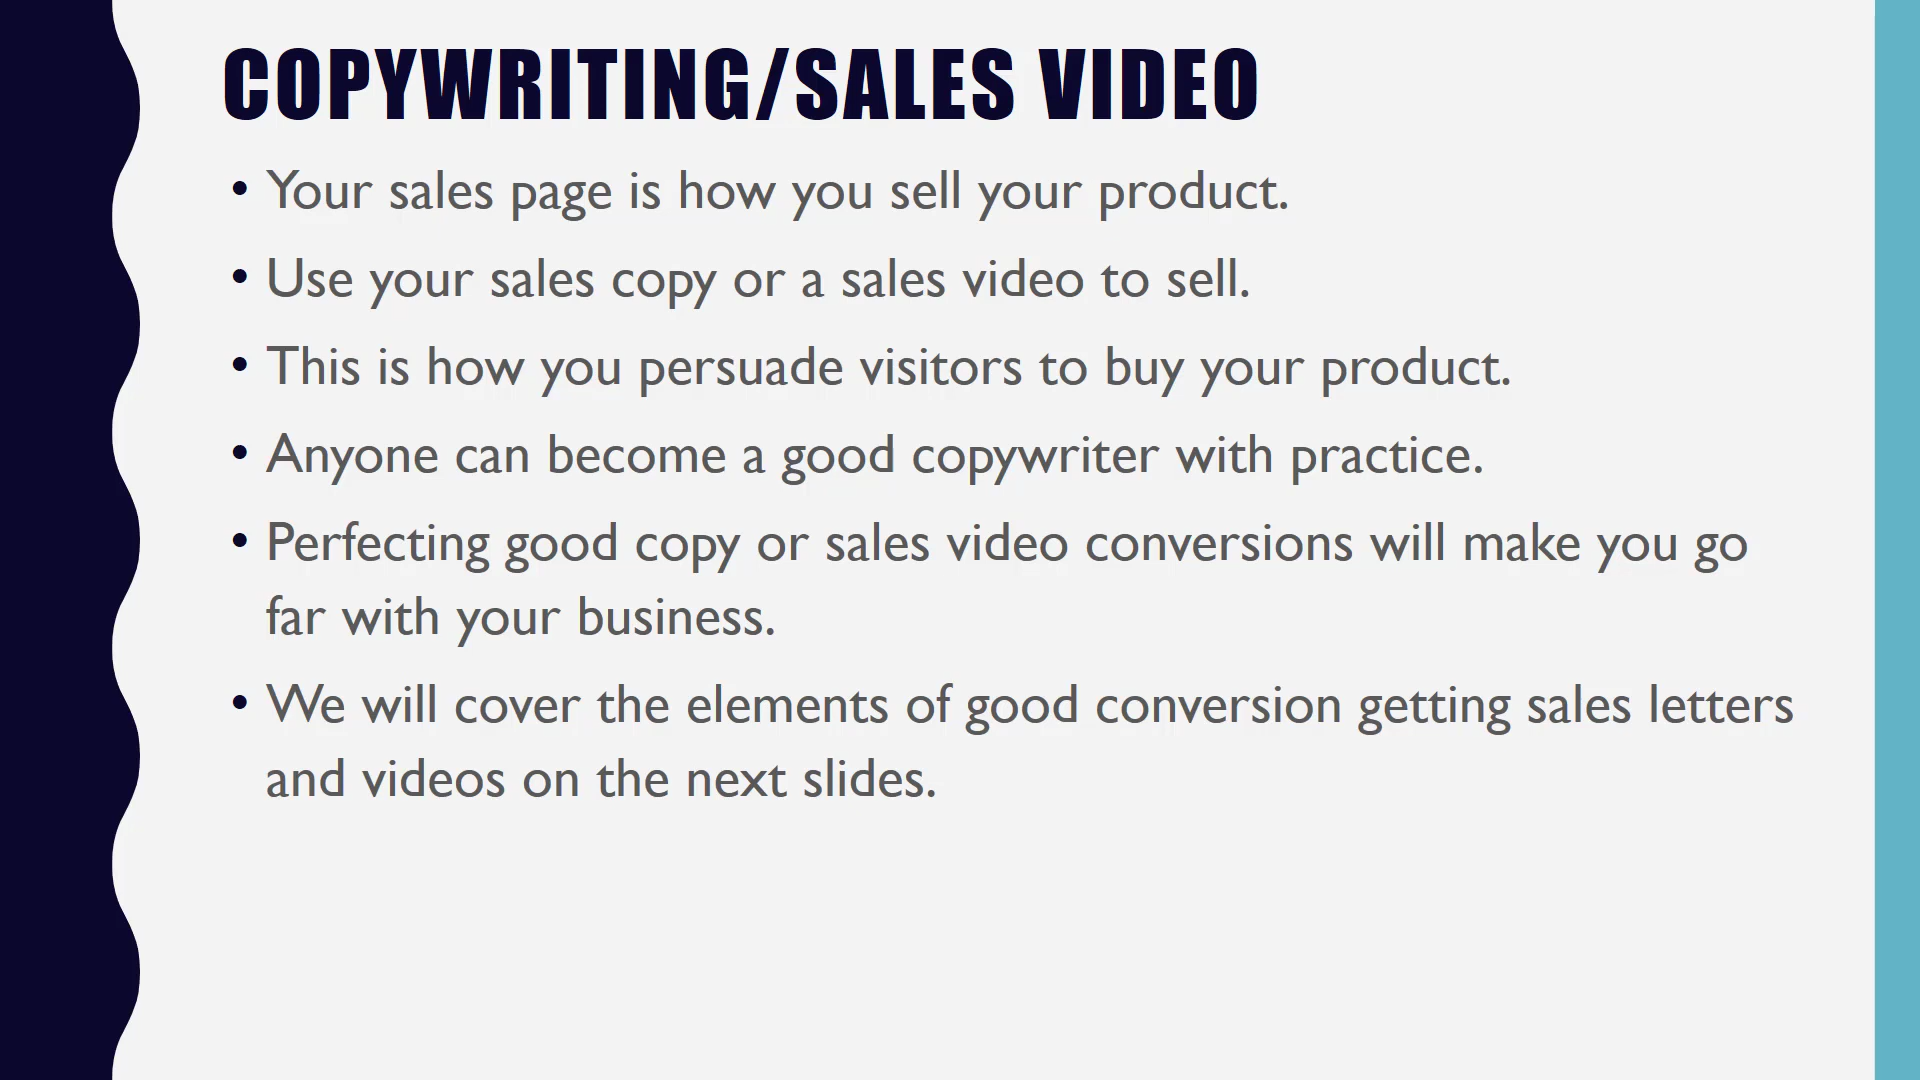 COPYWRITING/SALES VIDEO
• Your sales page is how you sell your product.
• Use your sales copy or a sales video to sell.
• This is how you persuade visitors to buy your product.
• Anyone can become a good copywriter with practice.
• Perfecting good copy or sales video conversions will make you go
far with your business.
• We will cover the elements of good conversion getting sales letters
and videos on the next slides.